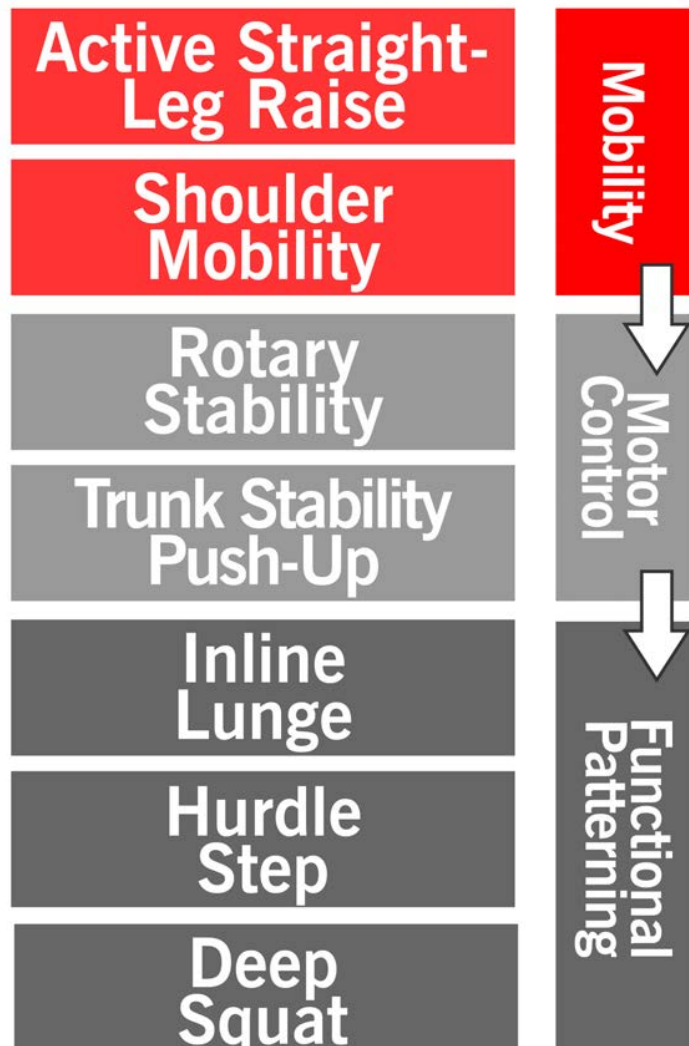 Active Straight-
Leg Raise
Shoulder
Mobility
Rotary
Stability
Trunk Stability
Push-Up
Inline
Lunge
Hurdle
Step
Deep
Squat
Mobility
Motor
Control
Functional
Patterning